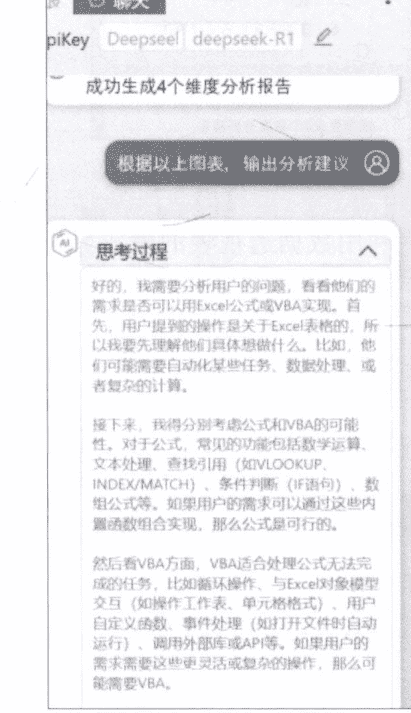 聊天
piKey Deepseel deepseek-R1
成功生成4个维度分析报告
根据以上图表，输出分析建议
AI
思考过程
好的，我需要分析用户的问题，看看他们的
需求是否可以用Excel公式或VBA实现。首
先，用户提到的操作是关于Excel表格的，所
以我要先理解他们具体想做什么。比如，他
们可能需要自动化某些任务、数据处理、或
者复杂的计算。
接下来，我得分别考虑公式和VBA的可能
性。对于公式，常见的功能包括数学运算、
文本处理、查找引用（如VLOOKUP、
INDEX/MATCH）、条件判断（IF语句）、数
组公式等。如果用户的需求可以通过这些内
置函数组合实现，那么公式是可行的。
然后看VBA方面，VBA适合处理公式无法完
成的任务，比如循环操作、与Excel对象模型
交互（如操作工作表、单元格格式）、用户
自定义函数、事件处理（如打开文件时自动
运行）、调用外部库或API等。如果用户的
需求需要这些更灵活或复杂的操作，那么可
能需要VBA。